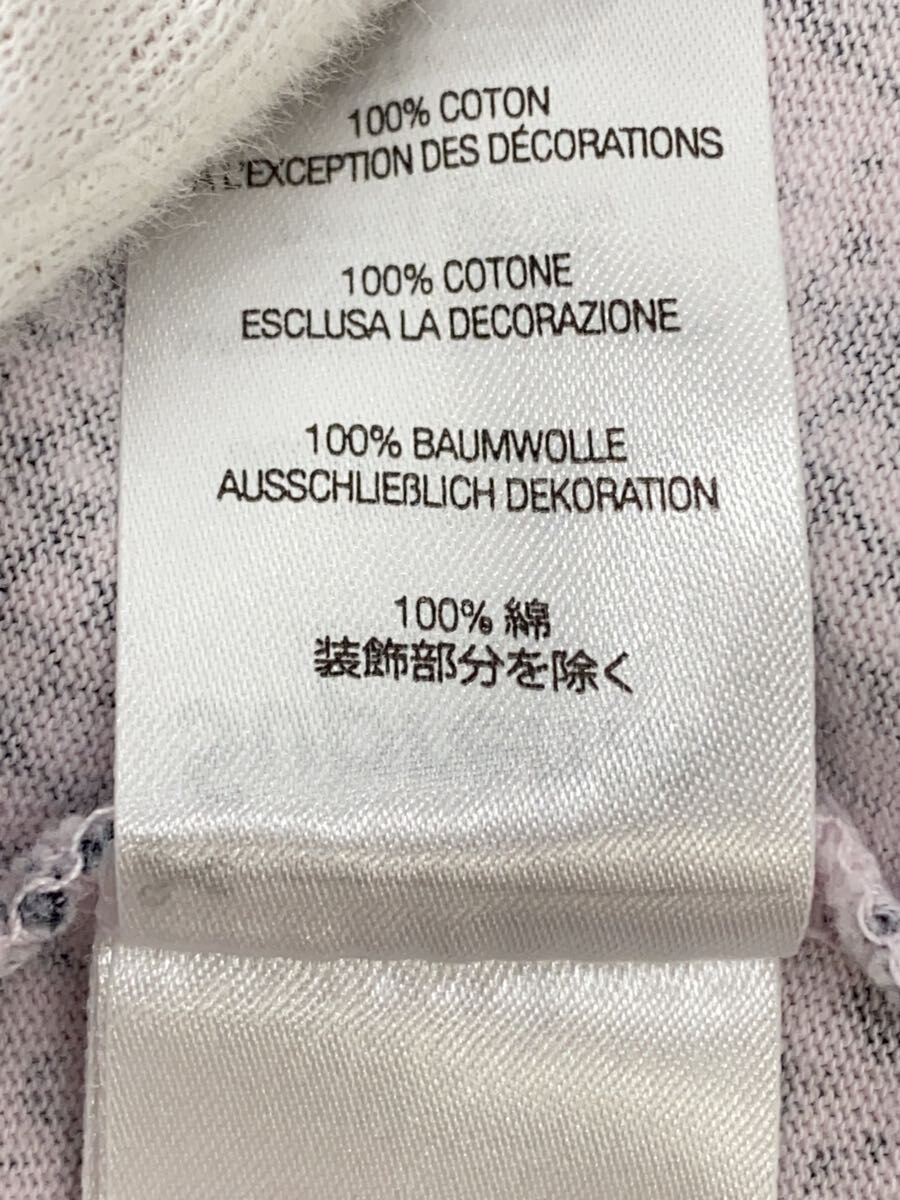 100% COTON
A L'EXCEPTION DES DÉCORATIONS
100% COTONE
ESCLUSA LA DECORAZIONE
100% BAUMWOLLE
AUSSCHLIEßLICH DEKORATION
100% 綿
装飾部分を除く